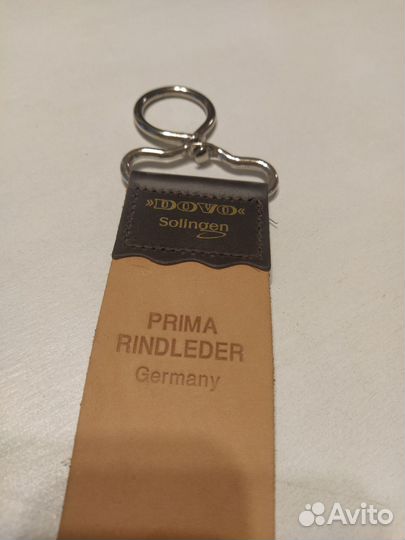 »DOVO«
Solingen
PRIMA
RINDLEDER
Germany
Avito